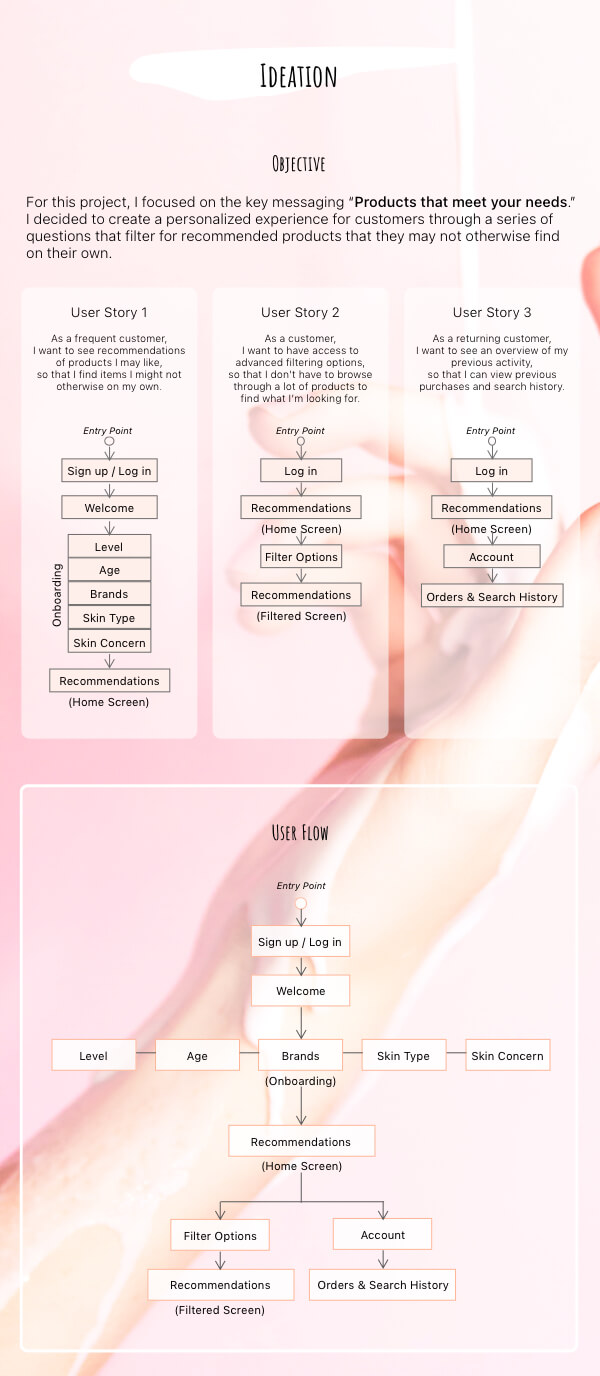 Ideation
Objective
For this project, I focused on the key messaging “Products that meet your needs.”
I decided to create a personalized experience for customers through a series of
questions that filter for recommended products that they may not otherwise find
on their own.
User Story 1
As a frequent customer,
I want to see recommendations
of products I may like,
so that I find items I might not
otherwise on my own.
Entry Point
Sign up / Log in
Welcome
Onboarding
Level
Age
Brands
Skin Type
Skin Concern
Recommendations
(Home Screen)
User Story 2
As a customer,
I want to have access to
advanced filtering options,
so that I don't have to browse
through a lot of products to
find what I'm looking for.
Entry Point
Log in
Recommendations
(Home Screen)
Filter Options
Recommendations
(Filtered Screen)
User Story 3
As a returning customer,
I want to see an overview of my
previous activity,
so that I can view previous
purchases and search history.
Entry Point
Log in
Recommendations
(Home Screen)
Account
Orders & Search History
User Flow
Entry Point
Sign up / Log in
Welcome
Level
Age
Brands
Skin Type
Skin Concern
(Onboarding)
Recommendations
(Home Screen)
Filter Options
Account
Recommendations
Orders & Search History
(Filtered Screen)